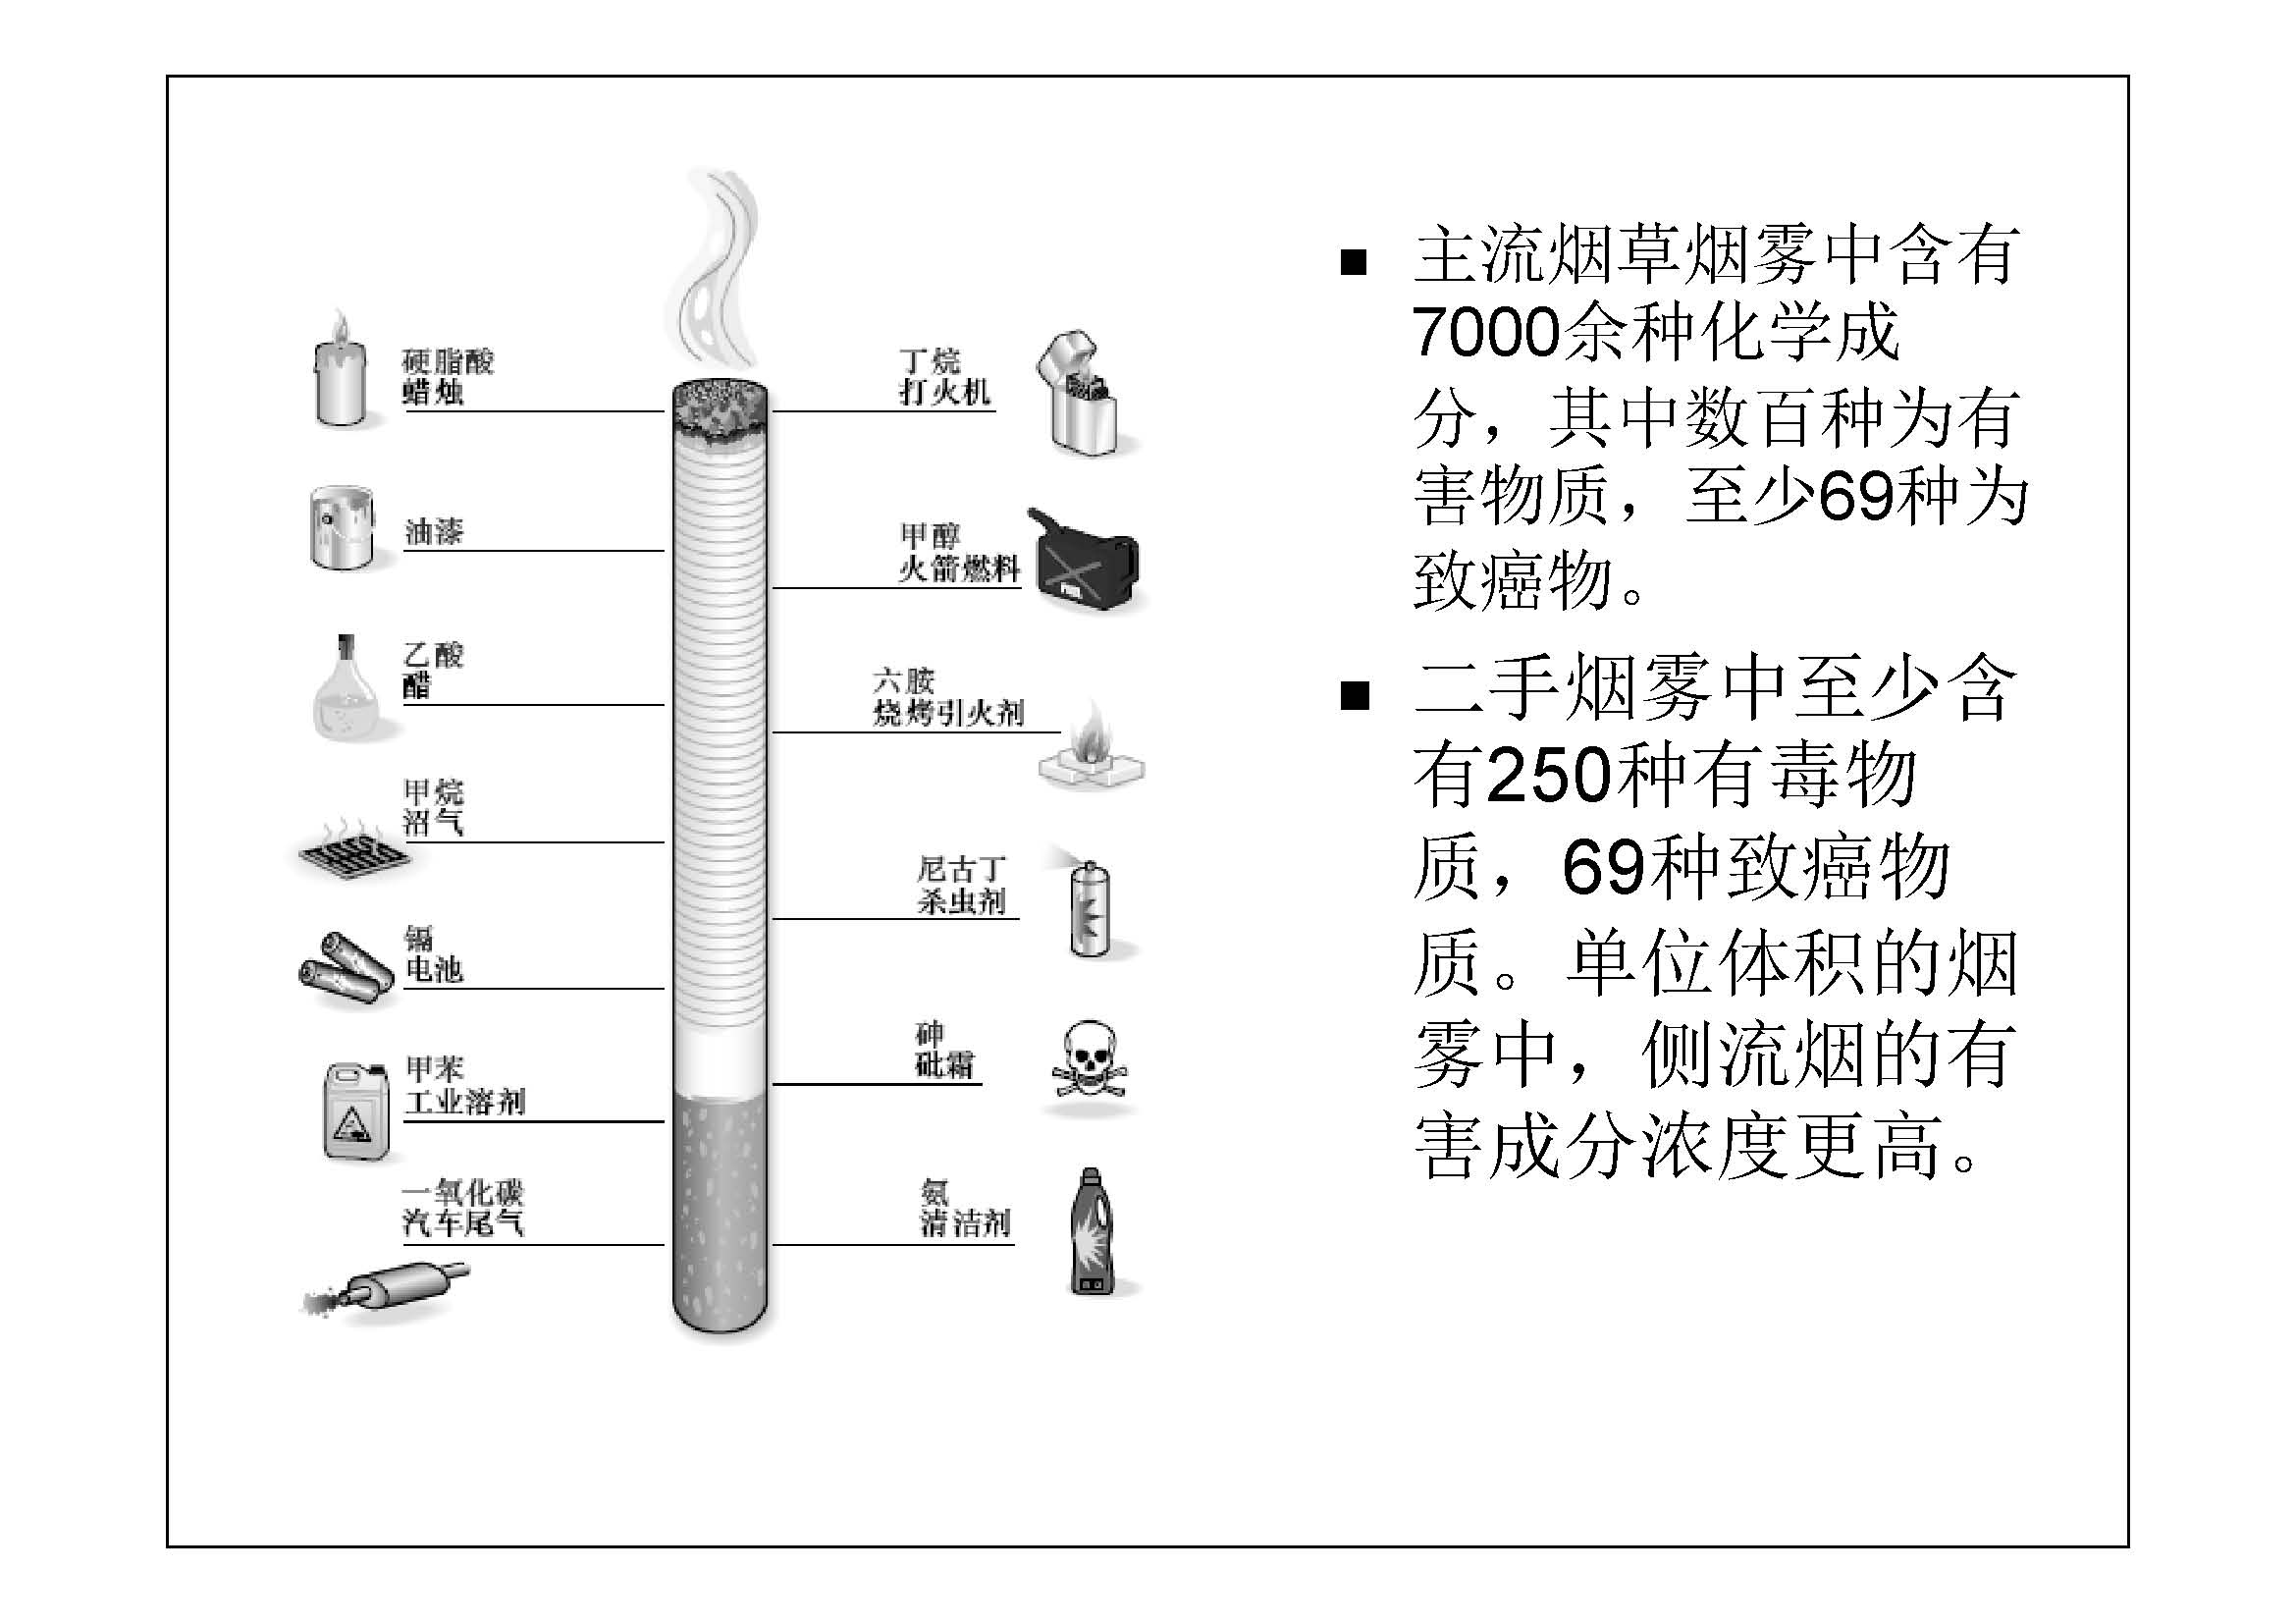 硬脂酸
蜡烛
油漆
乙酸
醋
甲烷
沼气
镉
电池
甲苯
工业溶剂
一氧化碳
汽车尾气
丁烷
打火机
甲醇
火箭燃料
六胺
烧烤引火剂
尼古丁
杀虫剂
砷
砒霜
氨
清洁剂
■ 主流烟草烟雾中含有
7000余种化学成
分，其中数百种为有
害物质，至少69种为
致癌物。
■ 二手烟雾中至少含
有250种有毒物
质，69种致癌物
质。单位体积的烟
雾中，侧流烟的有
害成分浓度更高。